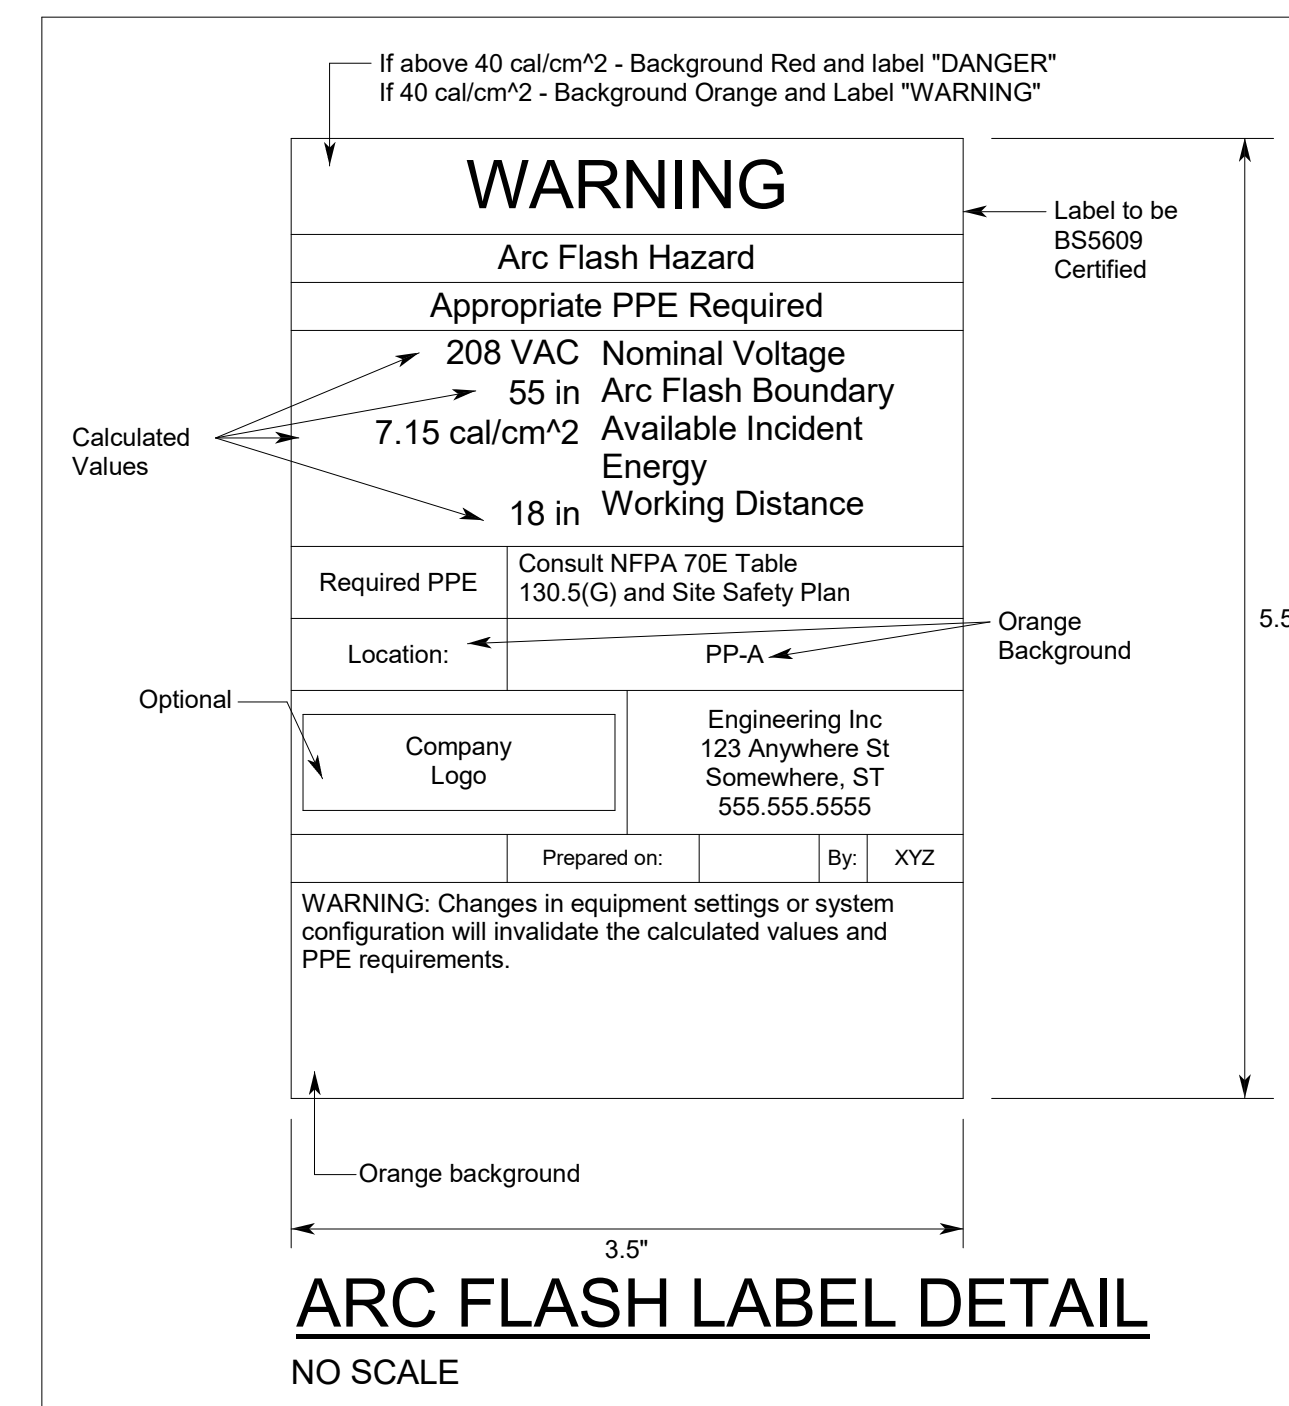 If above 40 cal/cm^2 - Background Red and label "DANGER"
If 40 cal/cm^2 - Background Orange and Label "WARNING"
WARNING
Label to be
BS5609
Certified
Arc Flash Hazard
Appropriate PPE Required
208 VAC Nominal Voltage
55 in Arc Flash Boundary
7.15 cal/cm^2 Available Incident
Energy
18 in Working Distance
Calculated
Values
Required PPE
Consult NFPA 70E Table
130.5(G) and Site Safety Plan
Orange
Background
5.5
Location:
PP-A
Optional
Company
Logo
Engineering Inc
123 Anywhere St
Somewhere, ST
555.555.5555
Prepared on:
By:
XYZ
WARNING: Changes in equipment settings or system
configuration will invalidate the calculated values and
PPE requirements.
Orange background
3.5"
ARC FLASH LABEL DETAIL
NO SCALE